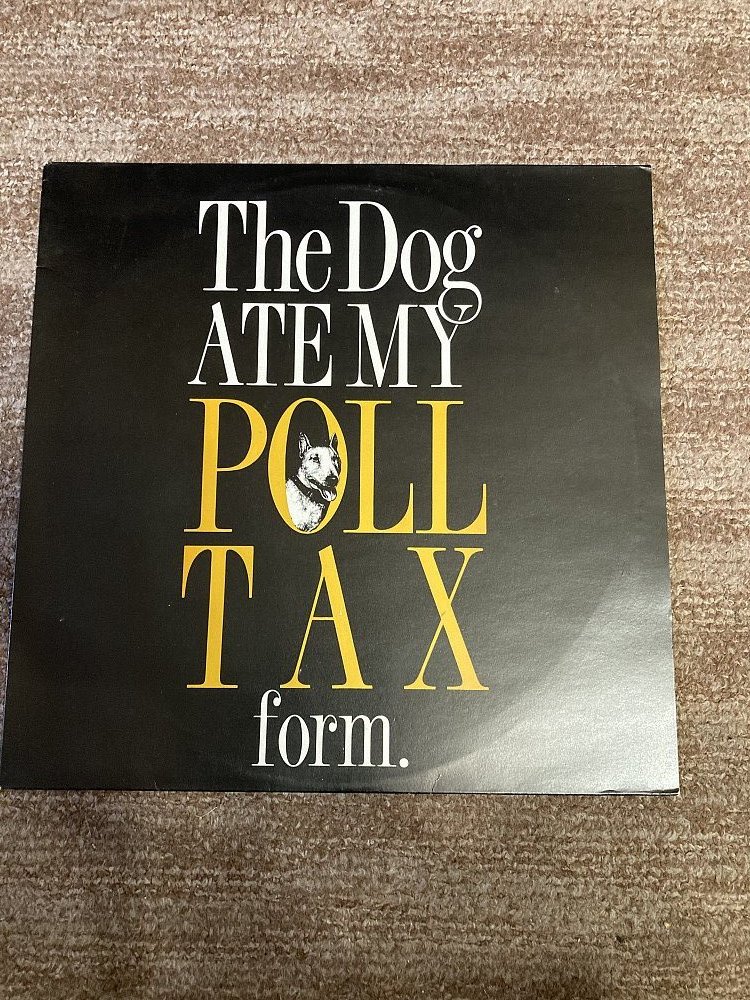 The Dog
ATE MY
POLL
TAX
form.